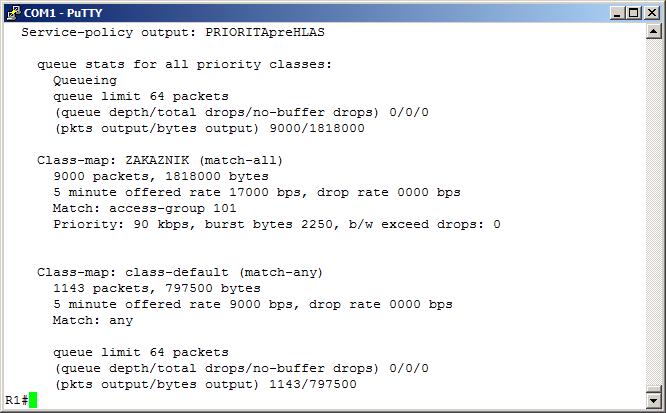 COM1 - PuTTY
Service-policy output: PRIORITApreHLAS
queue stats for all priority classes:
Queueing
queue limit 64 packets
(queue depth/total drops/no-buffer drops) 0/0/0
(pkts output/bytes output) 9000/1818000
Class-map: ZAKAZNIK (match-all)
9000 packets, 1818000 bytes
5 minute offered rate 17000 bps, drop rate 0000 bps
Match: access-group 101
Priority: 90 kbps, burst bytes 2250, b/w exceed drops: 0
Class-map: class-default (match-any)
1143 packets, 797500 bytes
5 minute offered rate 9000 bps, drop rate 0000 bps
Match: any
queue limit 64 packets
(queue depth/total drops/no-buffer drops) 0/0/0
(pkts output/bytes output) 1143/797500
R1#